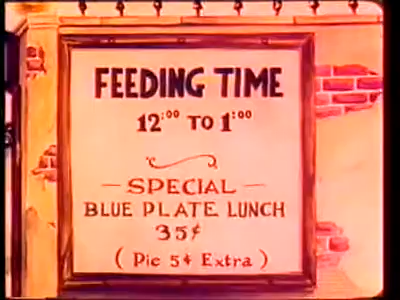 FEEDING TIME
12:00 TO 1:00
— SPECIAL —
BLUE PLATE LUNCH
35¢
( Pie 5¢ Extra )